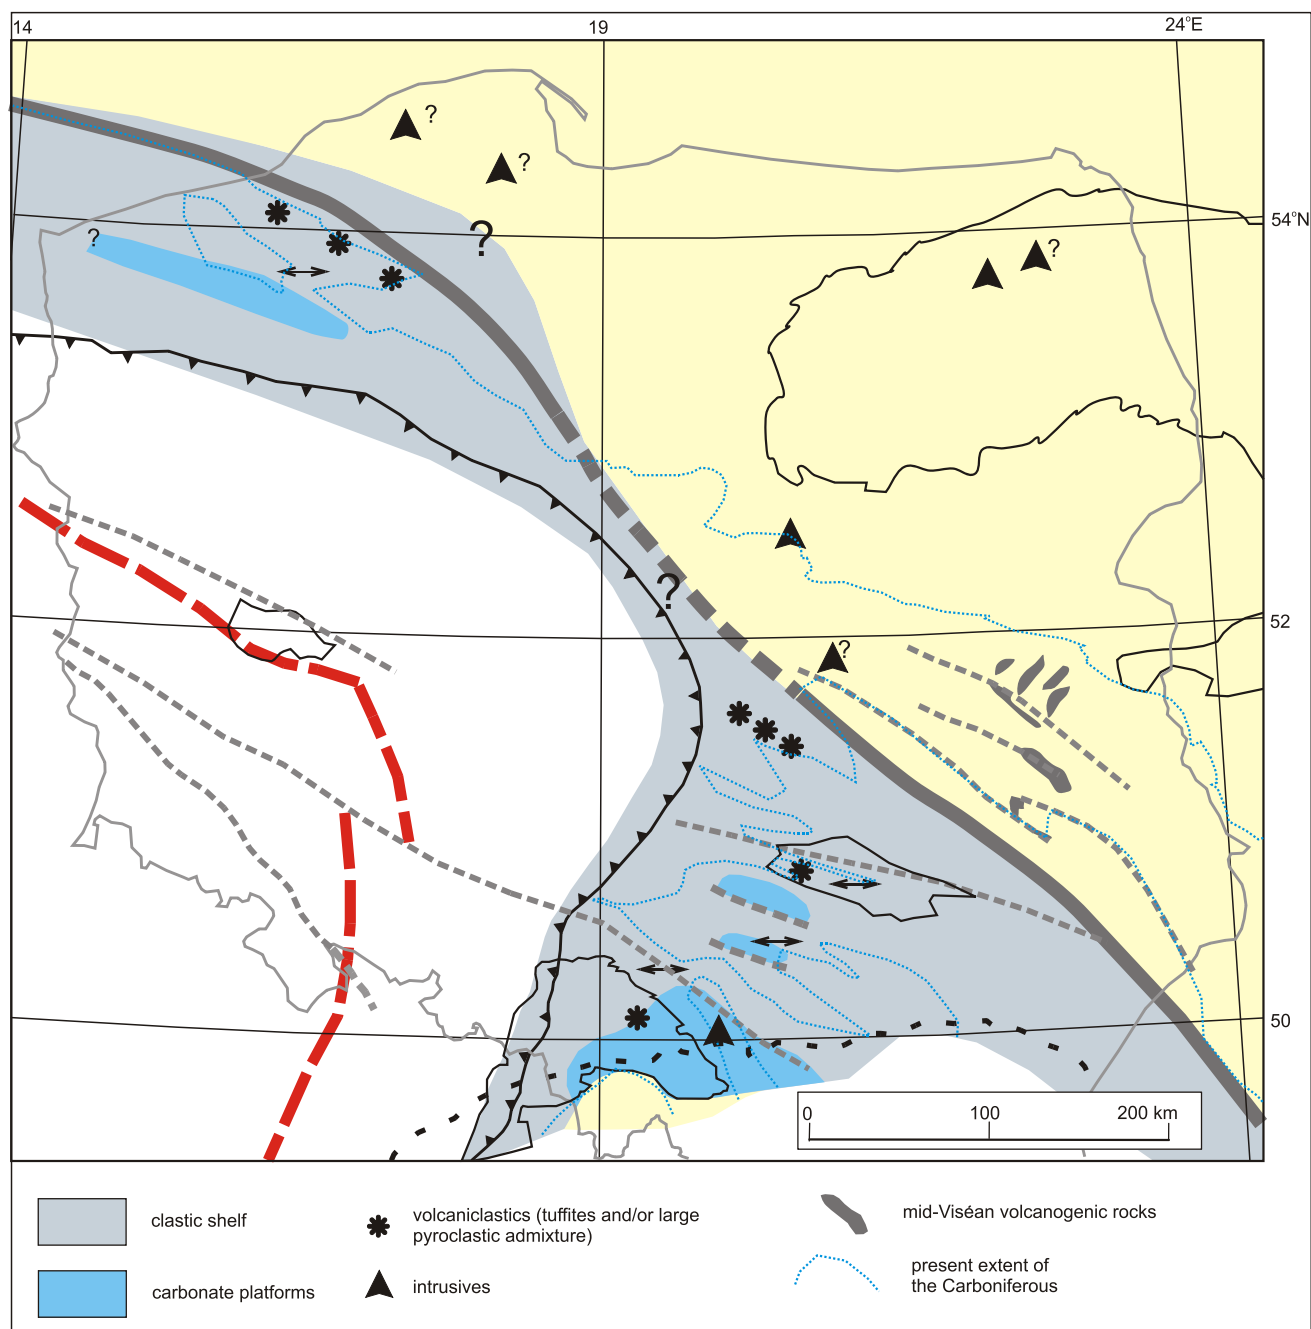 14
19
24°E
?
?
54°N
?
?
?
?
52
?
50
0
100
200 km
clastic shelf
carbonate platforms
volcaniclastics (tuffites and/or large
pyroclastic admixture)
intrusives
mid-Viséan volcanogenic rocks
present extent of
the Carboniferous